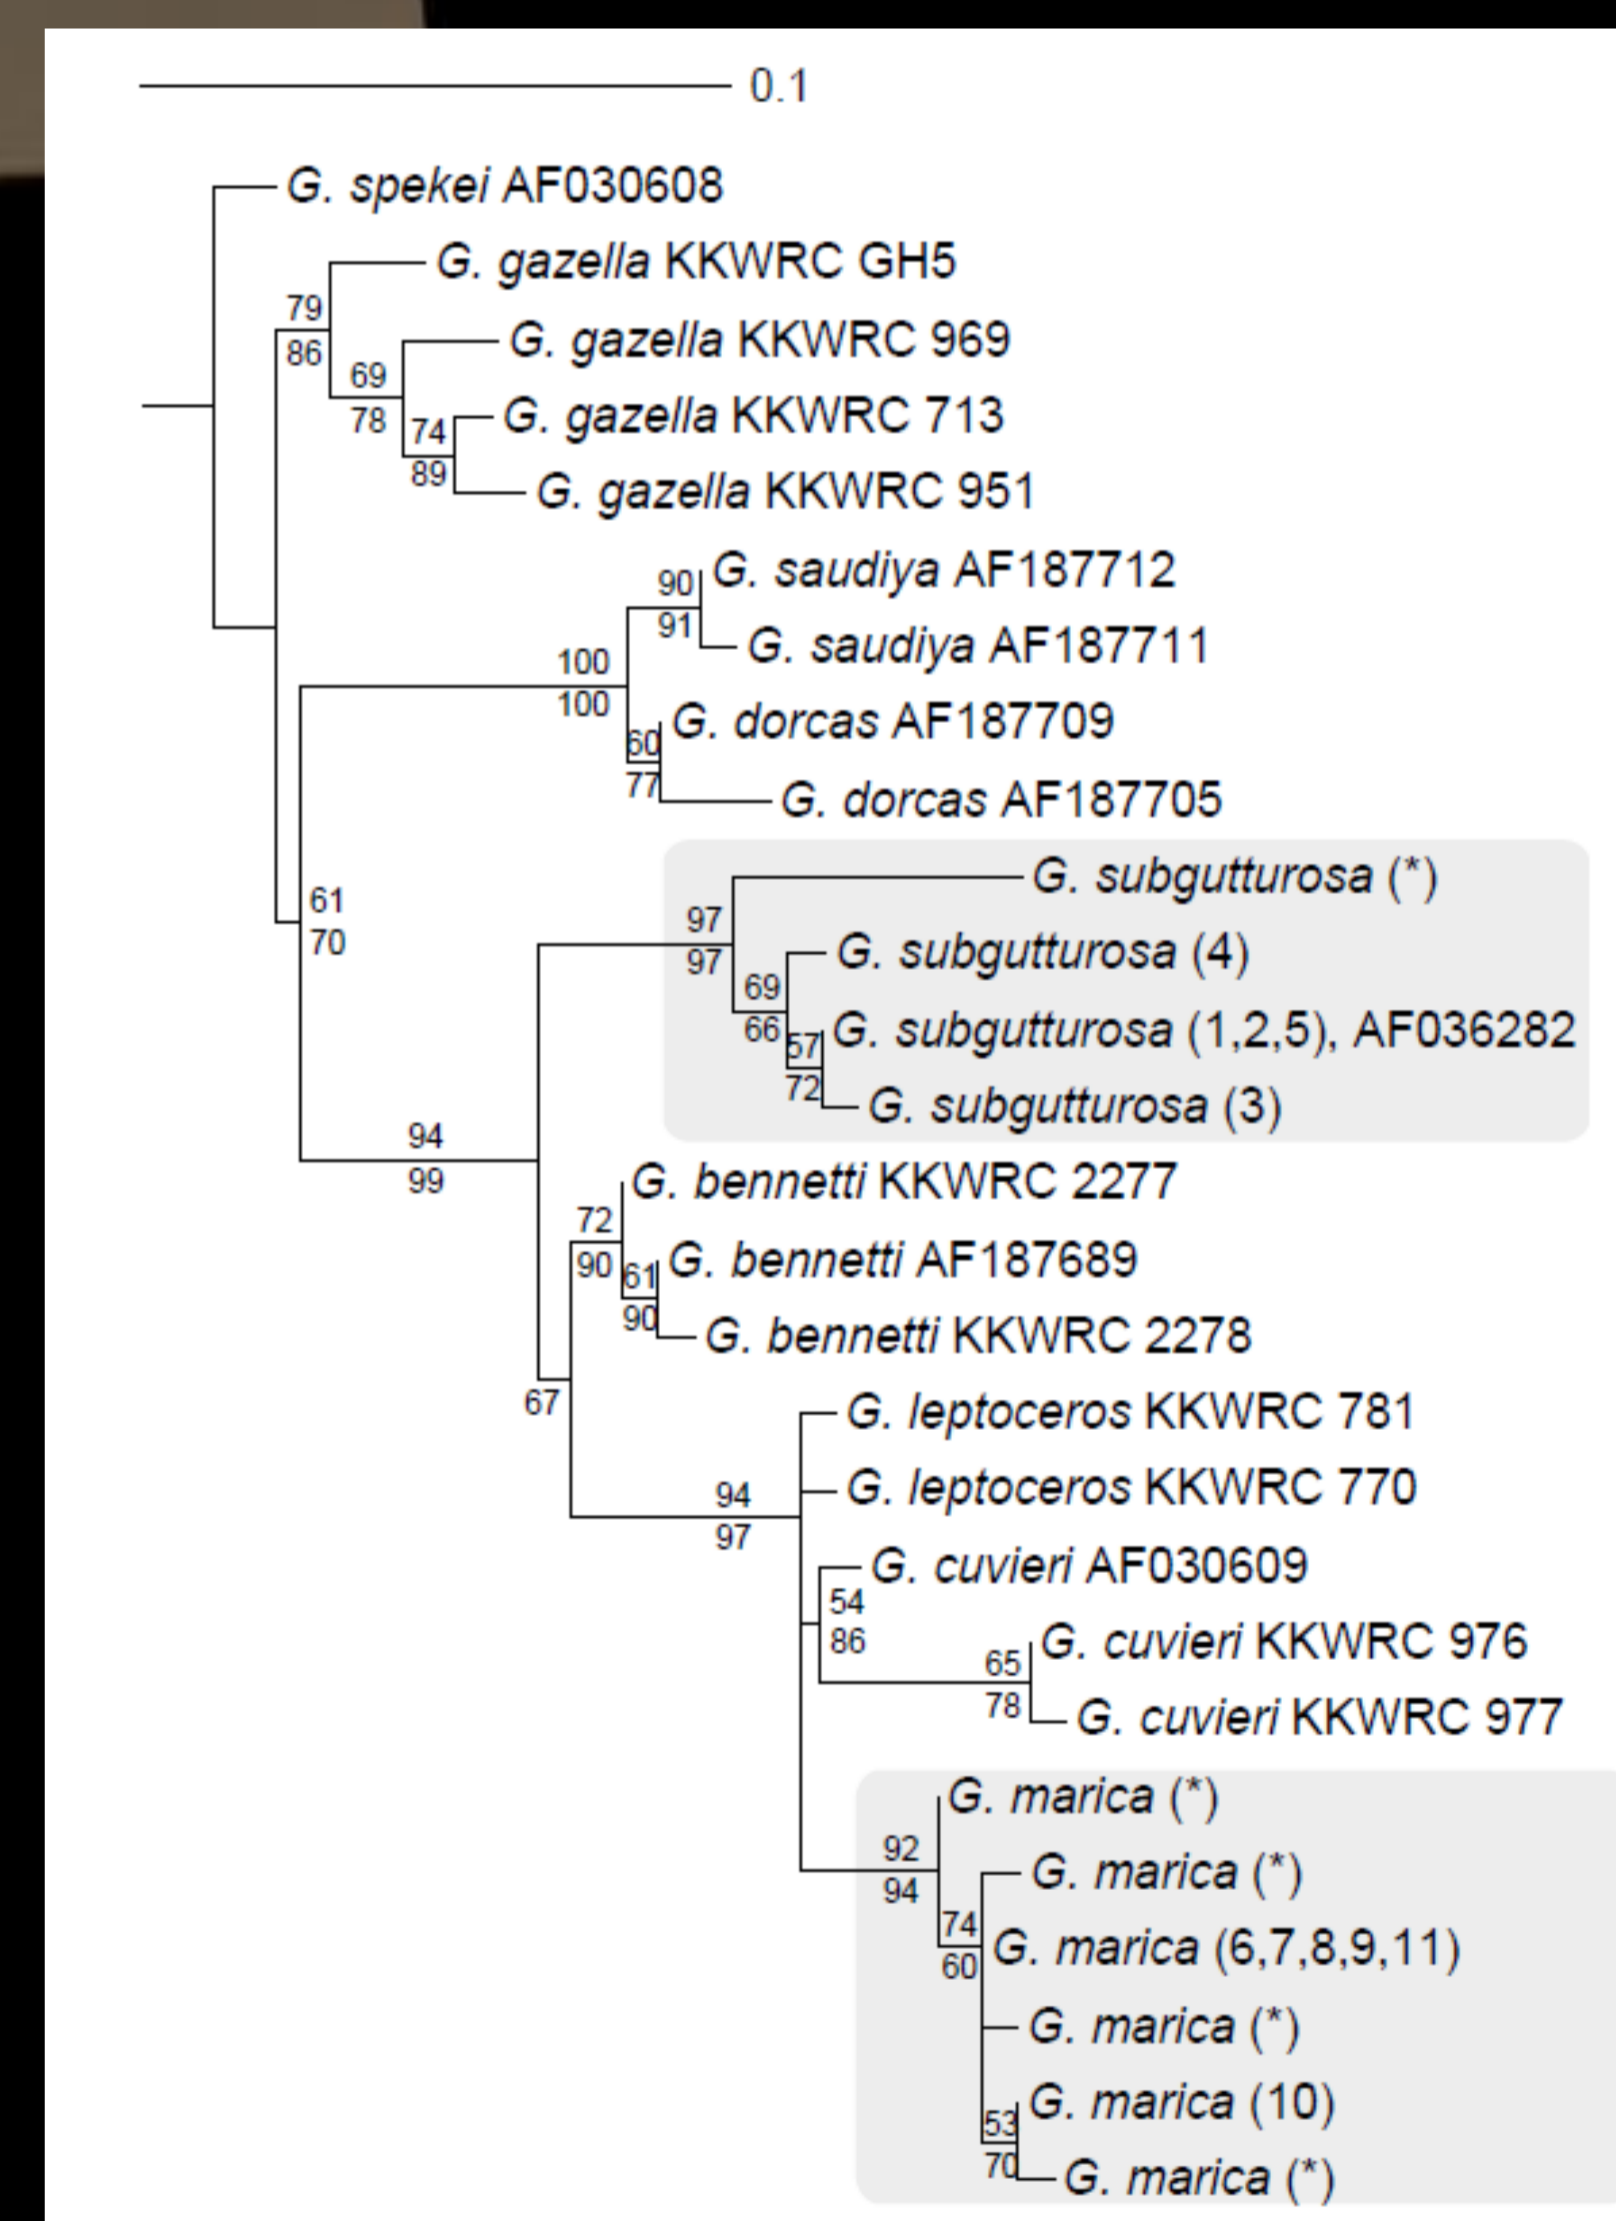 0.1
G. spekei AF030608
G. gazella KKWRC GH5
79
86
G. gazella KKWRC 969
69
78
G. gazella KKWRC 713
74
89
G. gazella KKWRC 951
G. saudiya AF187712
90
91
G. saudiya AF187711
100
100
G. dorcas AF187709
60
77
G. dorcas AF187705
G. subgutturosa (*)
61
70
97
97
G. subgutturosa (4)
69
66
G. subgutturosa (1,2,5), AF036282
57
72
G. subgutturosa (3)
94
99
G. bennetti KKWRC 2277
72
90
G. bennetti AF187689
61
90
G. bennetti KKWRC 2278
67
G. leptoceros KKWRC 781
G. leptoceros KKWRC 770
94
97
G. cuvieri AF030609
54
86
G. cuvieri KKWRC 976
65
78
G. cuvieri KKWRC 977
G. marica (*)
92
94
G. marica (*)
74
60
G. marica (6,7,8,9,11)
G. marica (*)
G. marica (10)
53
70
G. marica (*)